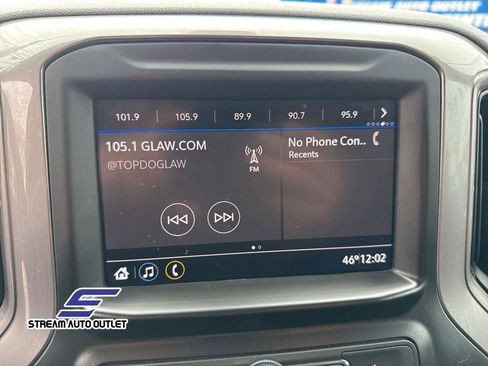 101.9 105.9 89.9 90.7 95.9
105.1 GLAW.COM
@TOPDOGLAW
FM
No Phone Con..
Recents
46° 12:02
STREAM AUTO OUTLET